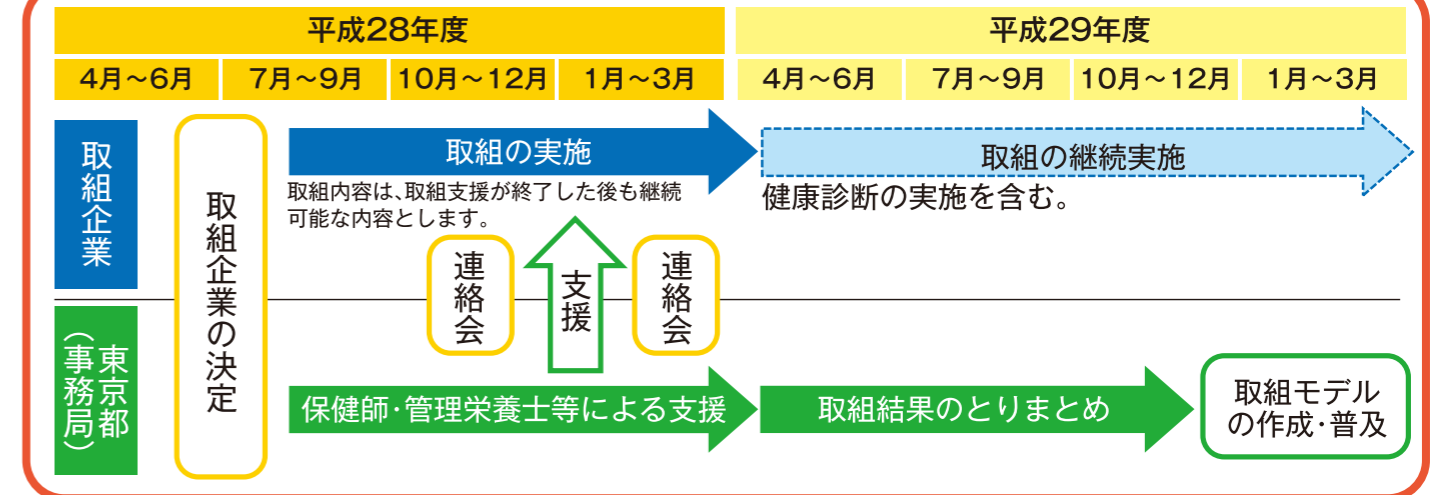 平成28年度
平成29年度
4月～6月
7月～9月
10月～12月
1月～3月
4月～6月
7月～9月
10月～12月
1月～3月
取組企業
取組企業の決定
取組の実施
取組内容は、取組支援が終了した後も継続
可能な内容とします。
取組の継続実施
健康診断の実施を含む。
連絡会
支援
連絡会
東京都
（事務局）
保健師・管理栄養士等による支援
取組結果のとりまとめ
取組モデル
の作成・普及